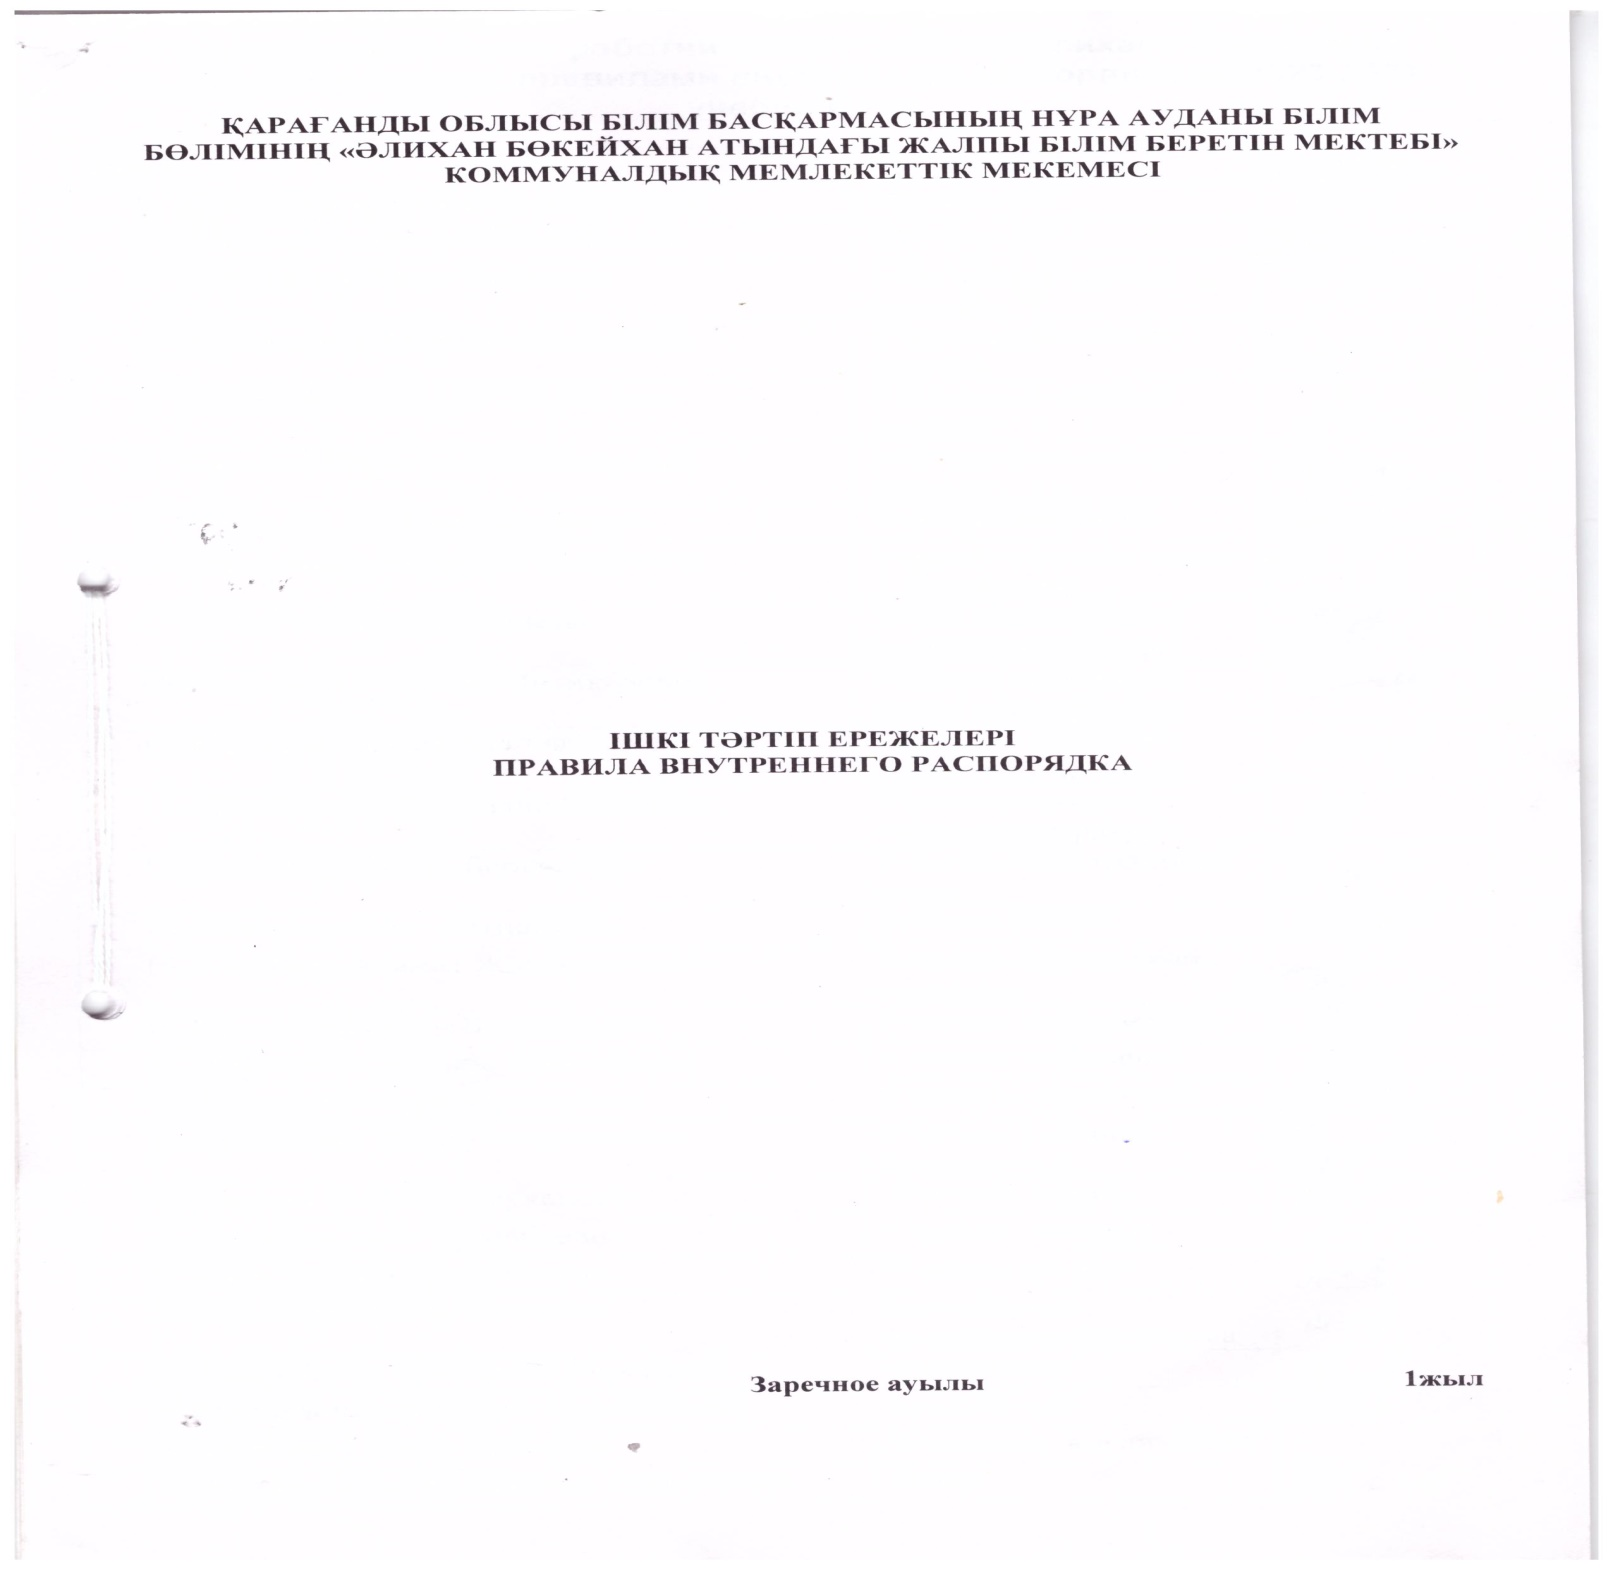 ҚАРАҒАНДЫ ОБЛЫСЫ БІЛІМ БАСҚАРМАСЫНЫҢ НҰРА АУДАНЫ БІЛІМ
БӨЛІМІНІҢ «ӘЛИХАН БӨКЕЙХАН АТЫНДАҒЫ ЖАЛПЫ БІЛІМ БЕРЕТІН МЕКТЕБІ»
КОММУНАЛДЫҚ МЕМЛЕКЕТТІК МЕКЕМЕСІ
ІШКІ ТӘРТІП ЕРЕЖЕЛЕРІ
ПРАВИЛА ВНУТРЕННЕГО РАСПОРЯДКА
Заречное ауылы 1жыл